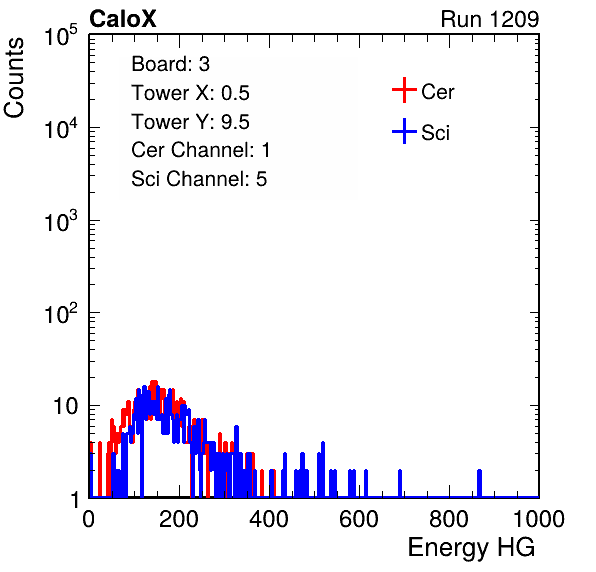 CaloX Run 1209
Counts
10^5
10^4
10^3
10^2
10
1
Board: 3
Tower X: 0.5
Tower Y: 9.5
Cer Channel: 1
Sci Channel: 5
Cer
Sci
0 200 400 600 800 1000
Energy HG